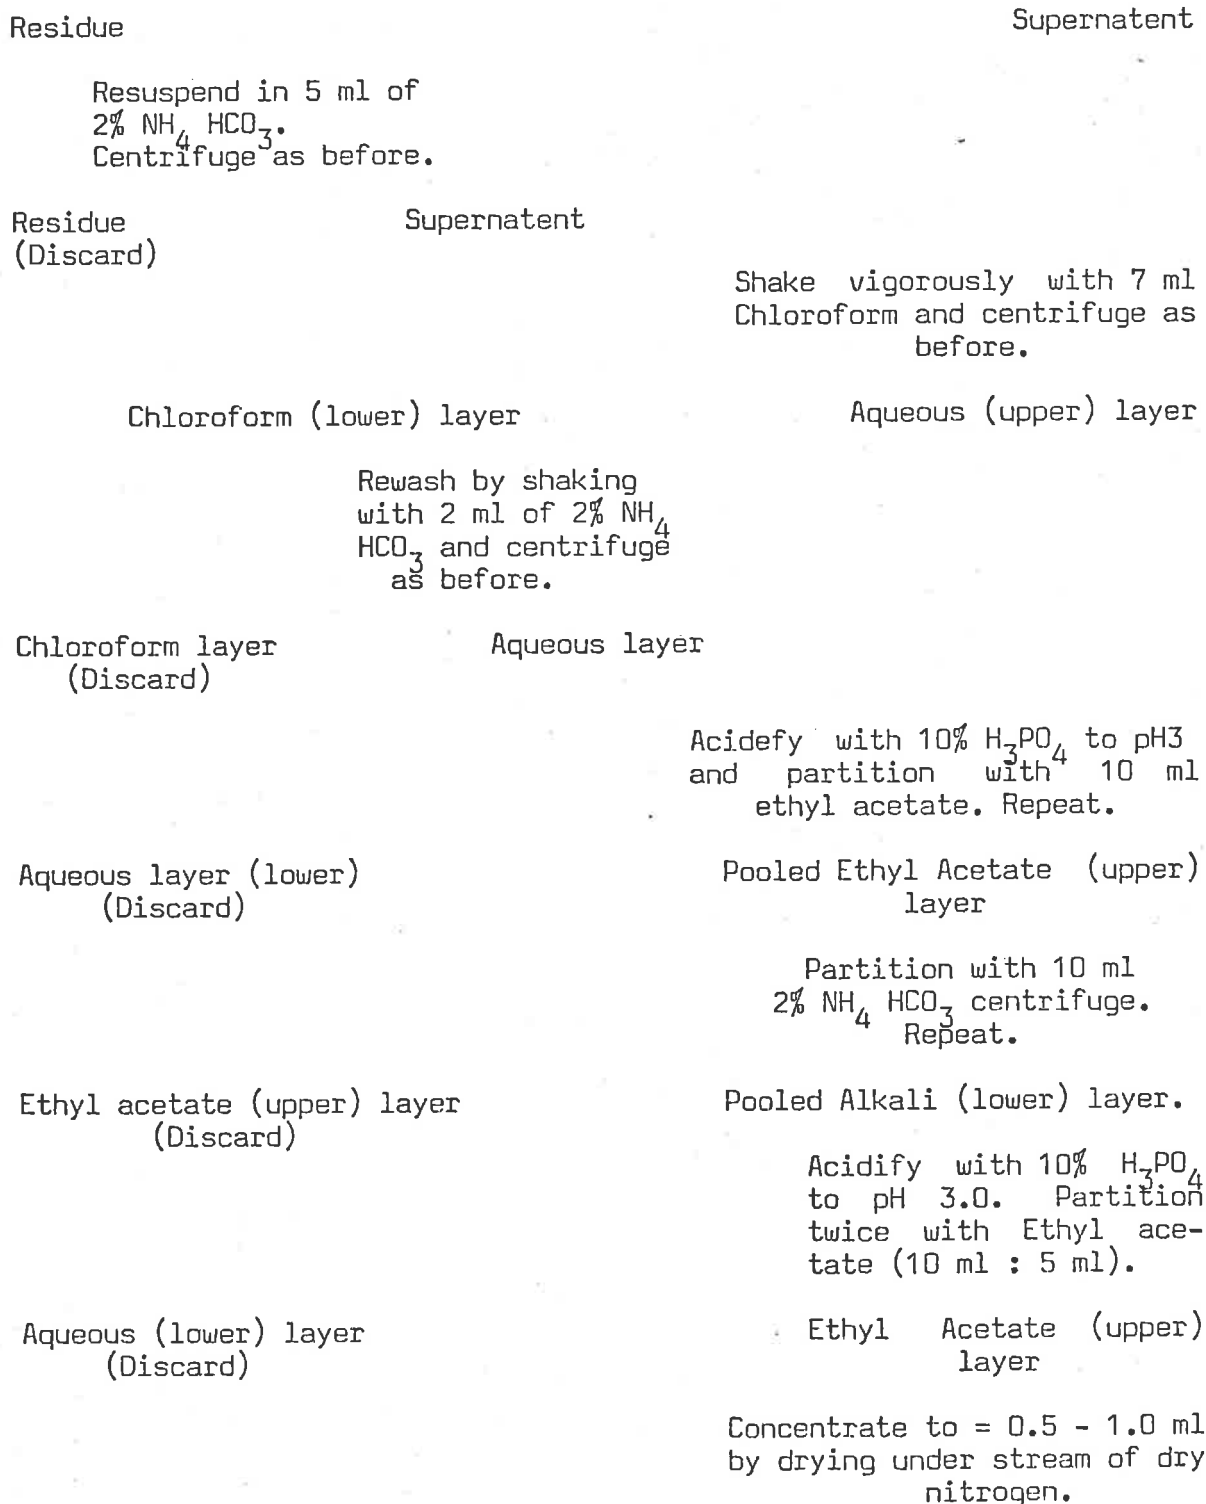 Residue Supernatent
Resuspend in 5 ml of
2% NH4 HCO3.
Centrifuge as before.
Residue Supernatent
(Discard)
Shake vigorously with 7 ml
Chloroform and centrifuge as
before.
Chloroform (lower) layer Aqueous (upper) layer
Rewash by shaking
with 2 ml of 2% NH4
HCO3 and centrifuge
as before.
Chloroform layer Aqueous layer
(Discard)
Acidefy with 10% H3PO4 to pH3
and partition with 10 ml
ethyl acetate. Repeat.
Aqueous layer (lower) Pooled Ethyl Acetate (upper)
(Discard) layer
Partition with 10 ml
2% NH4 HCO3 centrifuge.
Repeat.
Ethyl acetate (upper) layer Pooled Alkali (lower) layer.
(Discard)
Acidify with 10% H3PO4
to pH 3.0. Partition
twice with Ethyl ace-
tate (10 ml : 5 ml).
Aqueous (lower) layer Ethyl Acetate (upper)
(Discard) layer
Concentrate to = 0.5 - 1.0 ml
by drying under stream of dry
nitrogen.